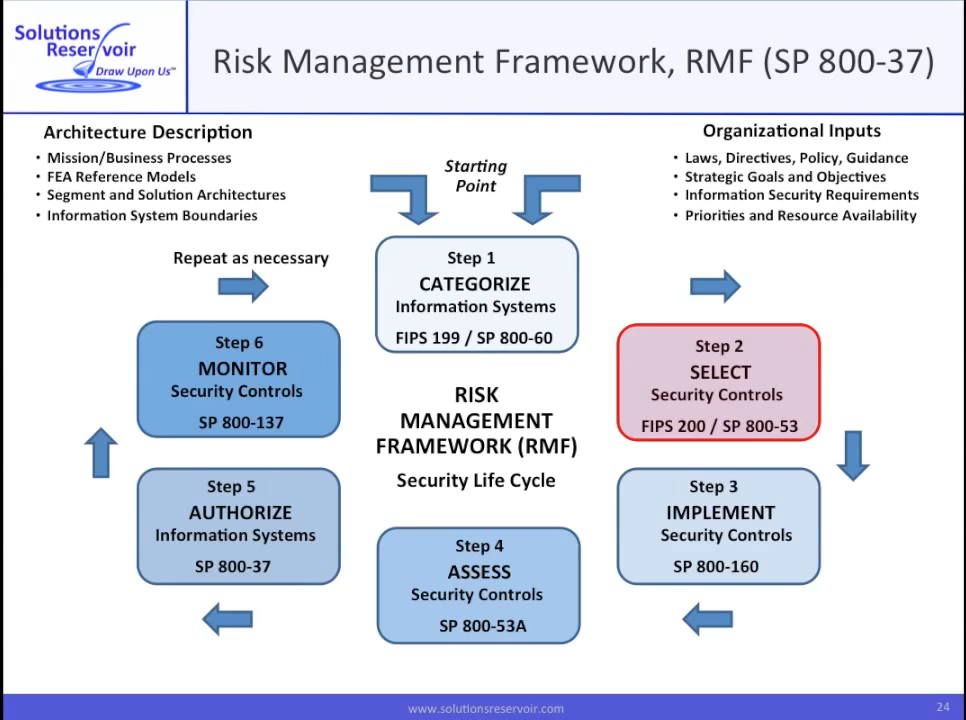 Solutions
Reservoir
Draw Upon Us™
Risk Management Framework, RMF (SP 800-37)
Architecture Description
• Mission/Business Processes
• FEA Reference Models
• Segment and Solution Architectures
• Information System Boundaries
Starting
Point
Organizational Inputs
• Laws, Directives, Policy, Guidance
• Strategic Goals and Objectives
• Information Security Requirements
• Priorities and Resource Availability
Repeat as necessary
Step 1
CATEGORIZE
Information Systems
FIPS 199 / SP 800-60
Step 2
SELECT
Security Controls
FIPS 200 / SP 800-53
Step 3
IMPLEMENT
Security Controls
SP 800-160
Step 4
ASSESS
Security Controls
SP 800-53A
Step 5
AUTHORIZE
Information Systems
SP 800-37
Step 6
MONITOR
Security Controls
SP 800-137
RISK
MANAGEMENT
FRAMEWORK (RMF)
Security Life Cycle
www.solutionsreservoir.com
24